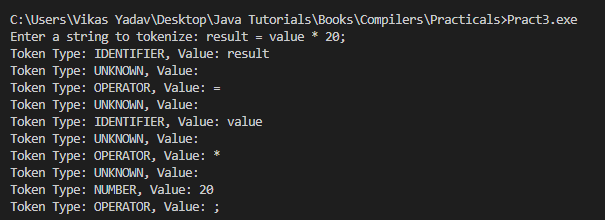 C:\Users\Vikas Yadav\Desktop\Java Tutorials\Books\Compilers\Practicals>Pract3.exe
Enter a string to tokenize: result = value * 20;
Token Type: IDENTIFIER, Value: result
Token Type: UNKNOWN, Value:
Token Type: OPERATOR, Value: =
Token Type: UNKNOWN, Value:
Token Type: IDENTIFIER, Value: value
Token Type: UNKNOWN, Value:
Token Type: OPERATOR, Value: *
Token Type: UNKNOWN, Value:
Token Type: NUMBER, Value: 20
Token Type: OPERATOR, Value: ;